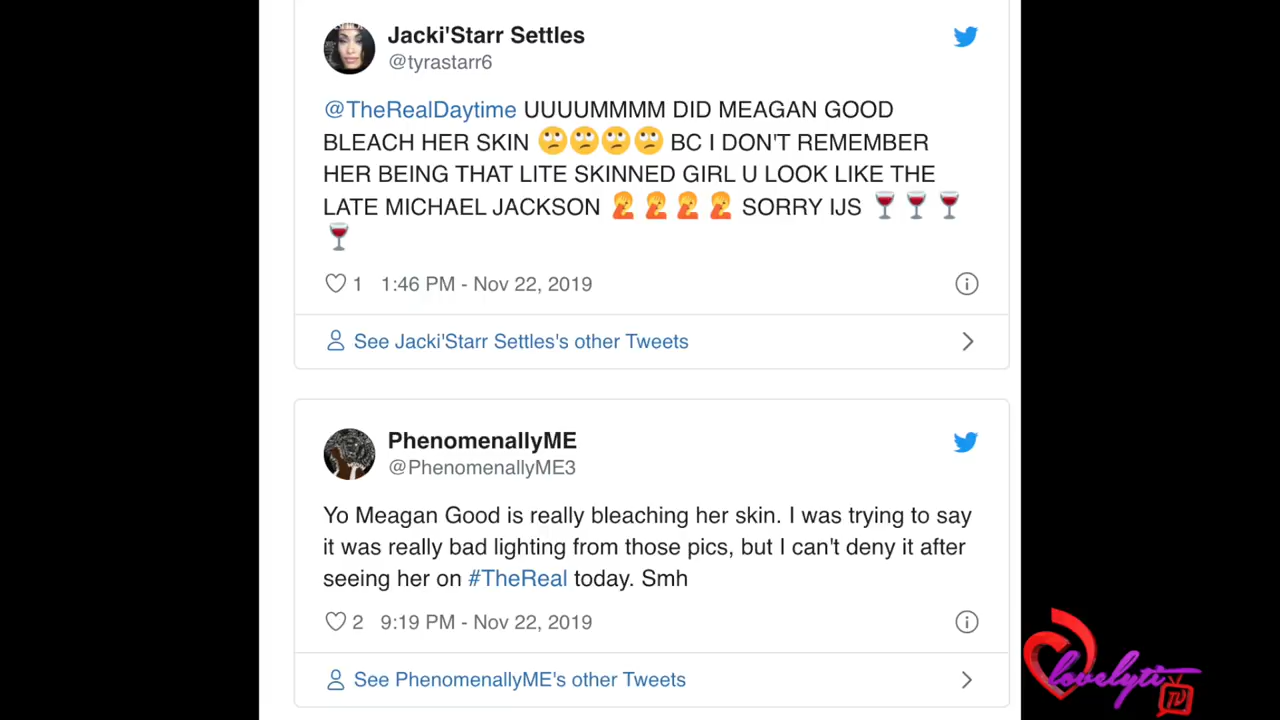 Jacki'Starr Settles
@tyrastarr6
@TheRealDaytime UUUUMMMM DID MEAGAN GOOD
BLEACH HER SKIN 🙄🙄🙄🙄 BC I DON'T REMEMBER
HER BEING THAT LITE SKINNED GIRL U LOOK LIKE THE
LATE MICHAEL JACKSON 🤦🤦🤦🤦 SORRY IJS 🍷🍷🍷
🍷
1 1:46 PM - Nov 22, 2019
See Jacki'Starr Settles's other Tweets
PhenomenallyME
@PhenomenallyME3
Yo Meagan Good is really bleaching her skin. I was trying to say
it was really bad lighting from those pics, but I can't deny it after
seeing her on #TheReal today. Smh
2 9:19 PM - Nov 22, 2019
See PhenomenallyME's other Tweets
lovelyti
TV